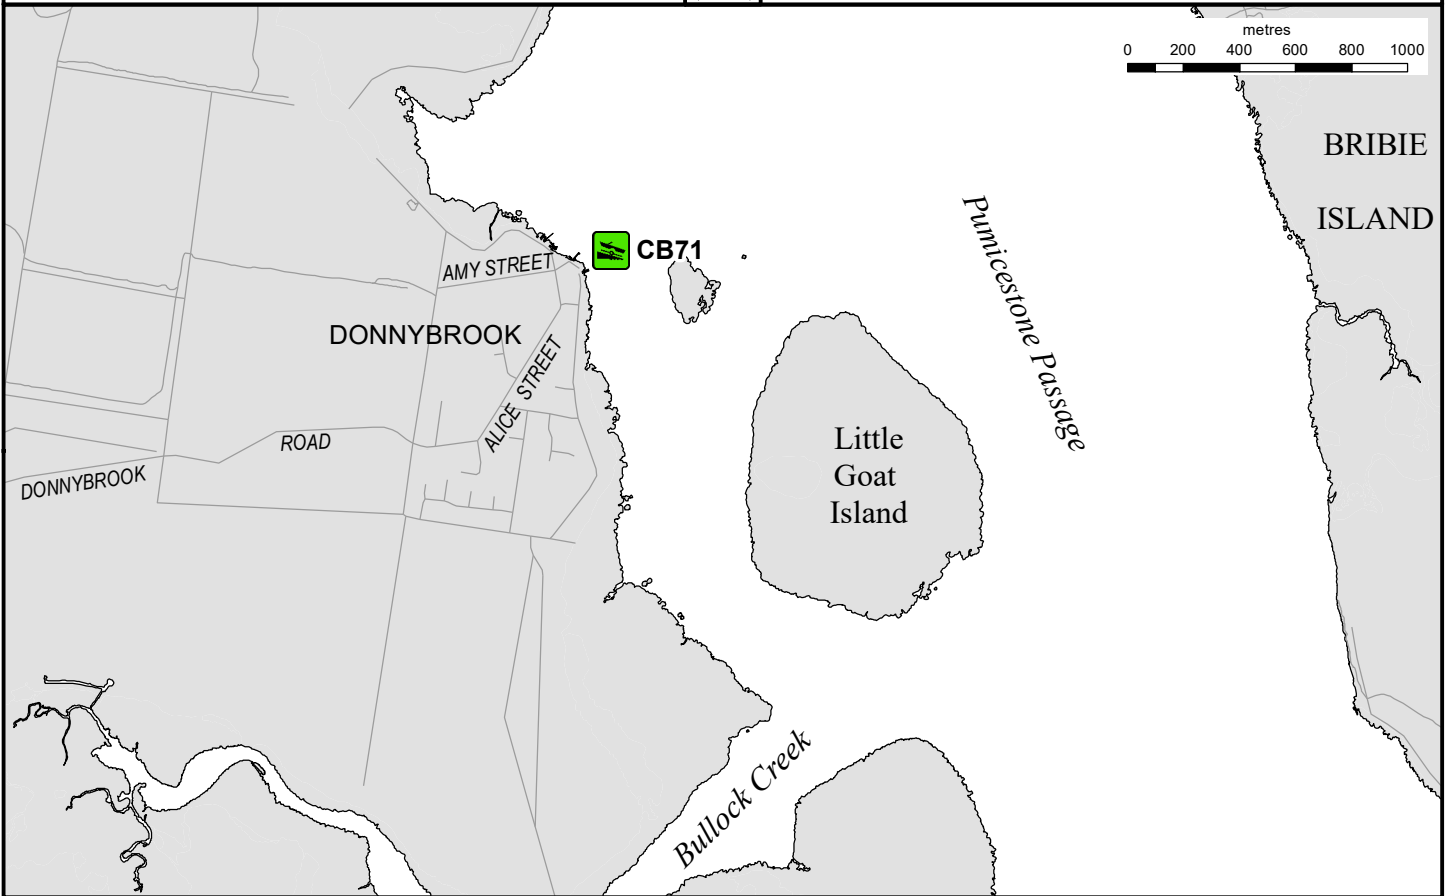 metres
0 200 400 600 800 1000
BRIBIE
ISLAND
Pumicestone Passage
CB71
AMY STREET
DONNYBROOK
ALICE STREET
Little
Goat
Island
ROAD
DONNYBROOK
Bullock Creek